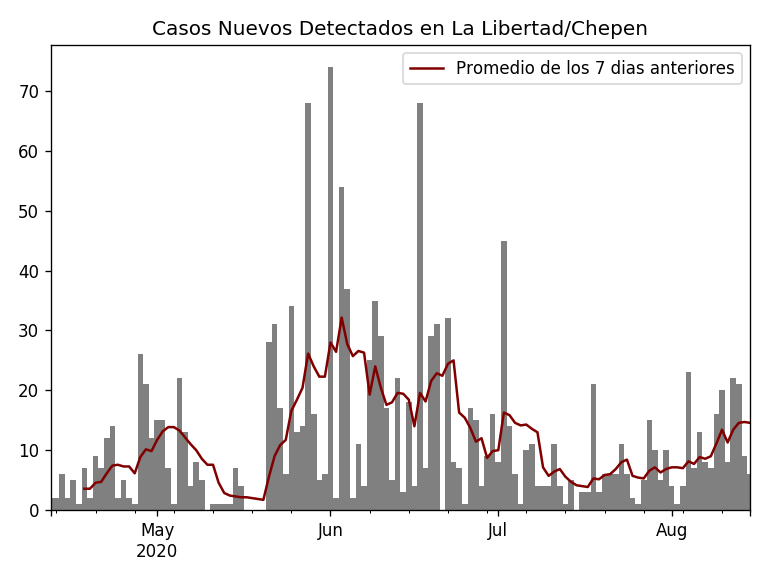 Casos Nuevos Detectados en La Libertad/Chepen
Promedio de los 7 dias anteriores
70
60
50
40
30
20
10
0
May
2020
Jun
Jul
Aug